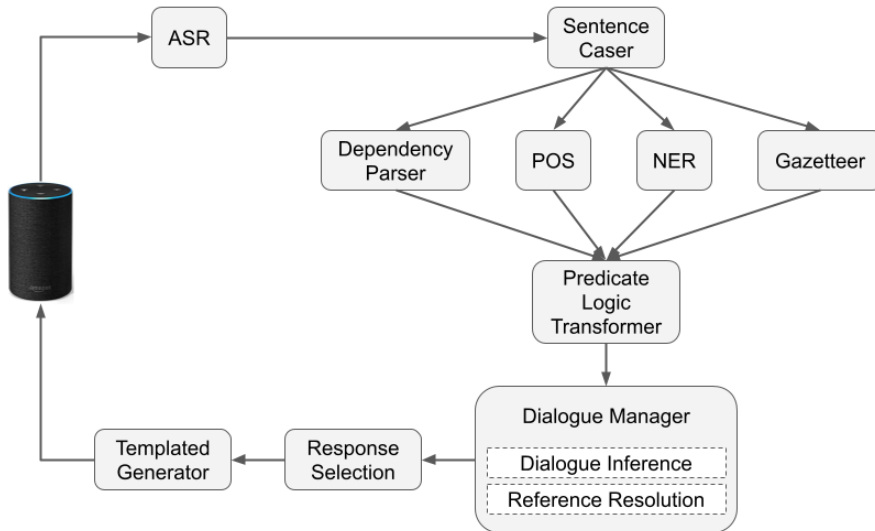 ASR
Sentence
Caser
Dependency
Parser
POS
NER
Gazetteer
Predicate
Logic
Transformer
Dialogue Manager
Dialogue Inference
Reference Resolution
Response
Selection
Templated
Generator
amazon